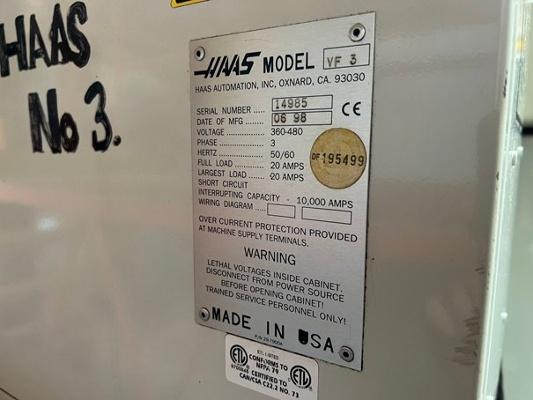 HAAS
No 3.
HAAS MODEL VF 3
HAAS AUTOMATION, INC, OXNARD, CA. 93030
SERIAL NUMBER ..... 14985
DATE OF MFG ....... 06 98
CE
VOLTAGE ............... 360-480
PHASE ................... 3
HERTZ .................... 50/60
FULL LOAD ............ 20 AMPS
LARGEST LOAD ...... 20 AMPS
DF 195499
SHORT CIRCUIT
INTERRUPTING CAPACITY - 10,000 AMPS
WIRING DIAGRAM ....
OVER CURRENT PROTECTION PROVIDED
AT MACHINE SUPPLY TERMINALS.
WARNING
LETHAL VOLTAGES INSIDE CABINET.
DISCONNECT FROM POWER SOURCE
BEFORE OPENING CABINET!
TRAINED SERVICE PERSONNEL ONLY!
MADE IN USA
ETL LISTED
CONFORMS TO
NFPA 79
CERTIFIED TO
CAN/CSA C22.2 NO. 73